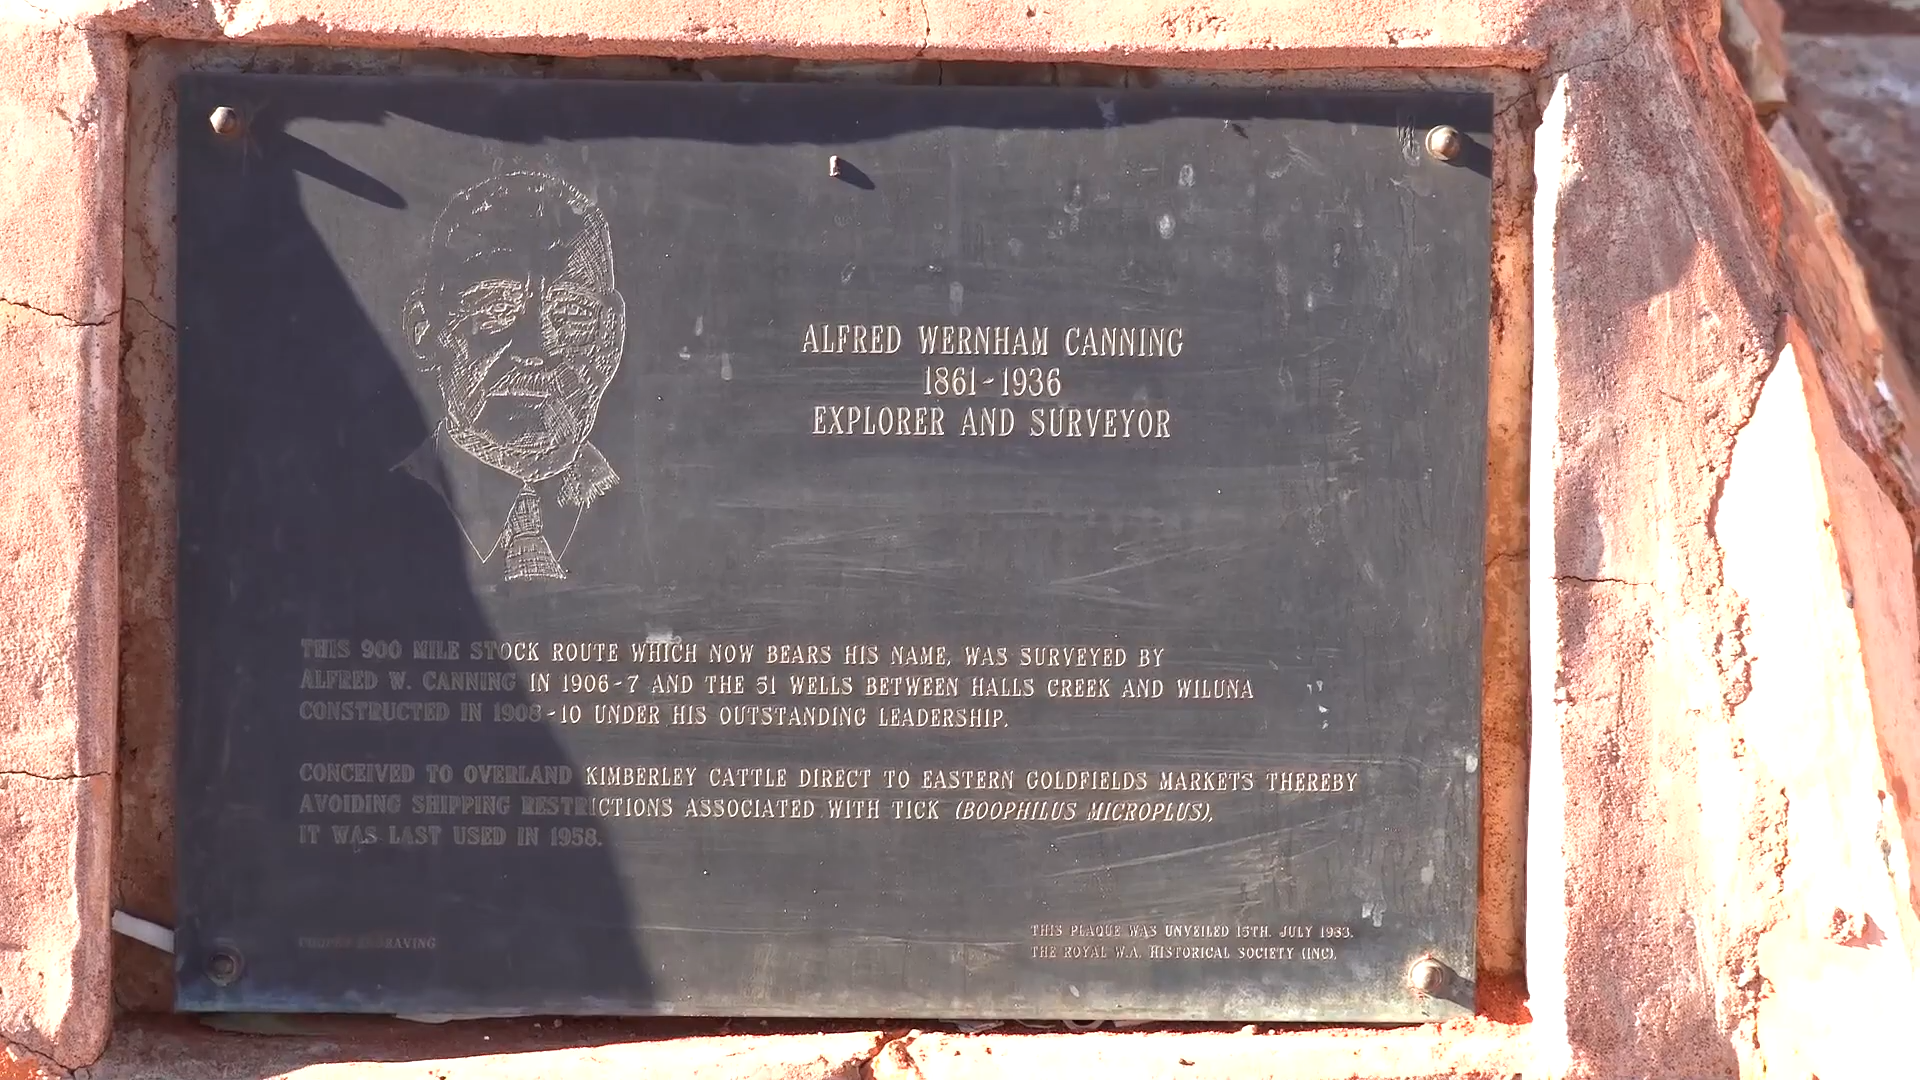 ALFRED WERNHAM CANNING
1861-1936
EXPLORER AND SURVEYOR
THIS 900 MILE STOCK ROUTE WHICH NOW BEARS HIS NAME, WAS SURVEYED BY
ALFRED W. CANNING IN 1906-7 AND THE 51 WELLS BETWEEN HALLS CREEK AND WILUNA
CONSTRUCTED IN 1908-10 UNDER HIS OUTSTANDING LEADERSHIP.
CONCEIVED TO OVERLAND KIMBERLEY CATTLE DIRECT TO EASTERN GOLDFIELDS MARKETS THEREBY
AVOIDING SHIPPING RESTRICTIONS ASSOCIATED WITH TICK (BOOPHILUS MICROPLUS).
IT WAS LAST USED IN 1958.
ENGRAVING
THIS PLAQUE WAS UNVEILED 15TH. JULY 1983.
THE ROYAL W.A. HISTORICAL SOCIETY (INC).